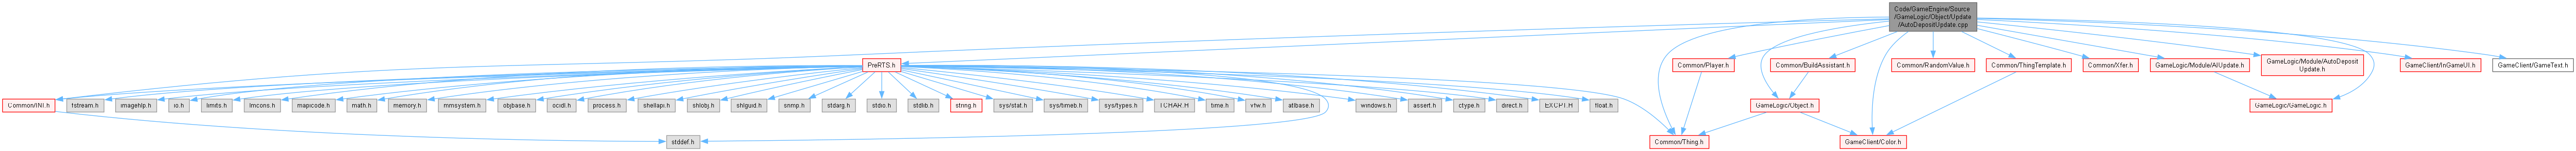 Code/GameEngine/Source
/GameLogic/Object/Update
/AutoDepositUpdate.cpp
PreRTS.h
Common/Player.h
Common/BuildAssistant.h
Common/RandomValue.h
Common/ThingTemplate.h
Common/Xfer.h
GameLogic/Module/AIUpdate.h
GameLogic/Module/AutoDeposit
Update.h
GameClient/InGameUI.h
GameClient/GameText.h
Common/INI.h
fstream.h
imagehlp.h
io.h
limits.h
lmcons.h
mapicode.h
math.h
memory.h
mmsystem.h
objbase.h
ocidl.h
process.h
shellapi.h
shlobj.h
shlguid.h
snmp.h
stdarg.h
stdio.h
stdlib.h
string.h
sys/stat.h
sys/timeb.h
sys/types.h
TCHAR.H
time.h
vfw.h
atlbase.h
windows.h
assert.h
ctype.h
direct.h
EXCPT.H
float.h
GameLogic/Object.h
GameLogic/GameLogic.h
stddef.h
Common/Thing.h
GameClient/Color.h